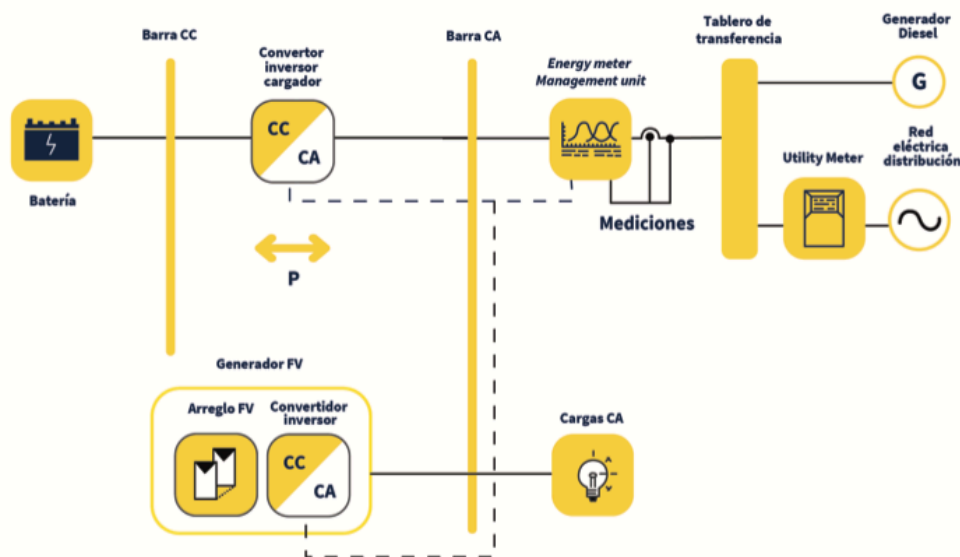 Barra CC
Convertor
inversor
cargador
Barra CA
Energy meter
Management unit
Tablero de
transferencia
Generador
Diesel
G
CC
CA
Batería
Red
eléctrica
distribución
Utility Meter
Mediciones
P
Generador FV
Arreglo FV
Convertidor
inversor
CC
CA
Cargas CA